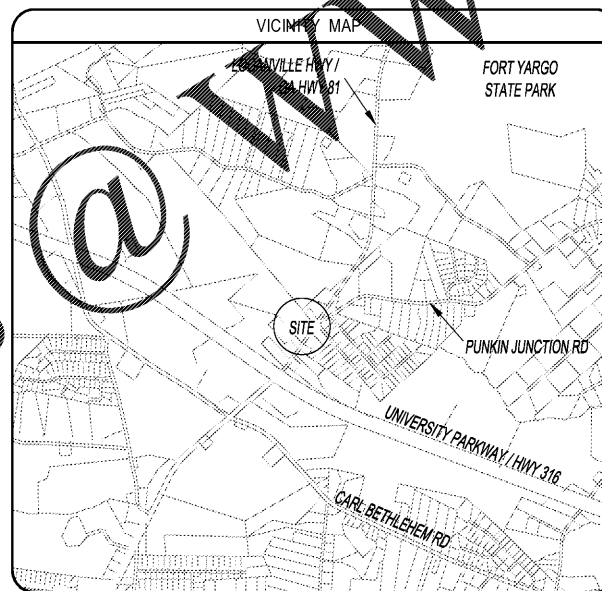 VICINITY MAP
LOGANVILLE HWY /
GA HWY 81
FORT YARGO
STATE PARK
@ WW
SITE
PUNKIN JUNCTION RD
UNIVERSITY PARKWAY / HWY 316
CARL BETHLEHEM RD